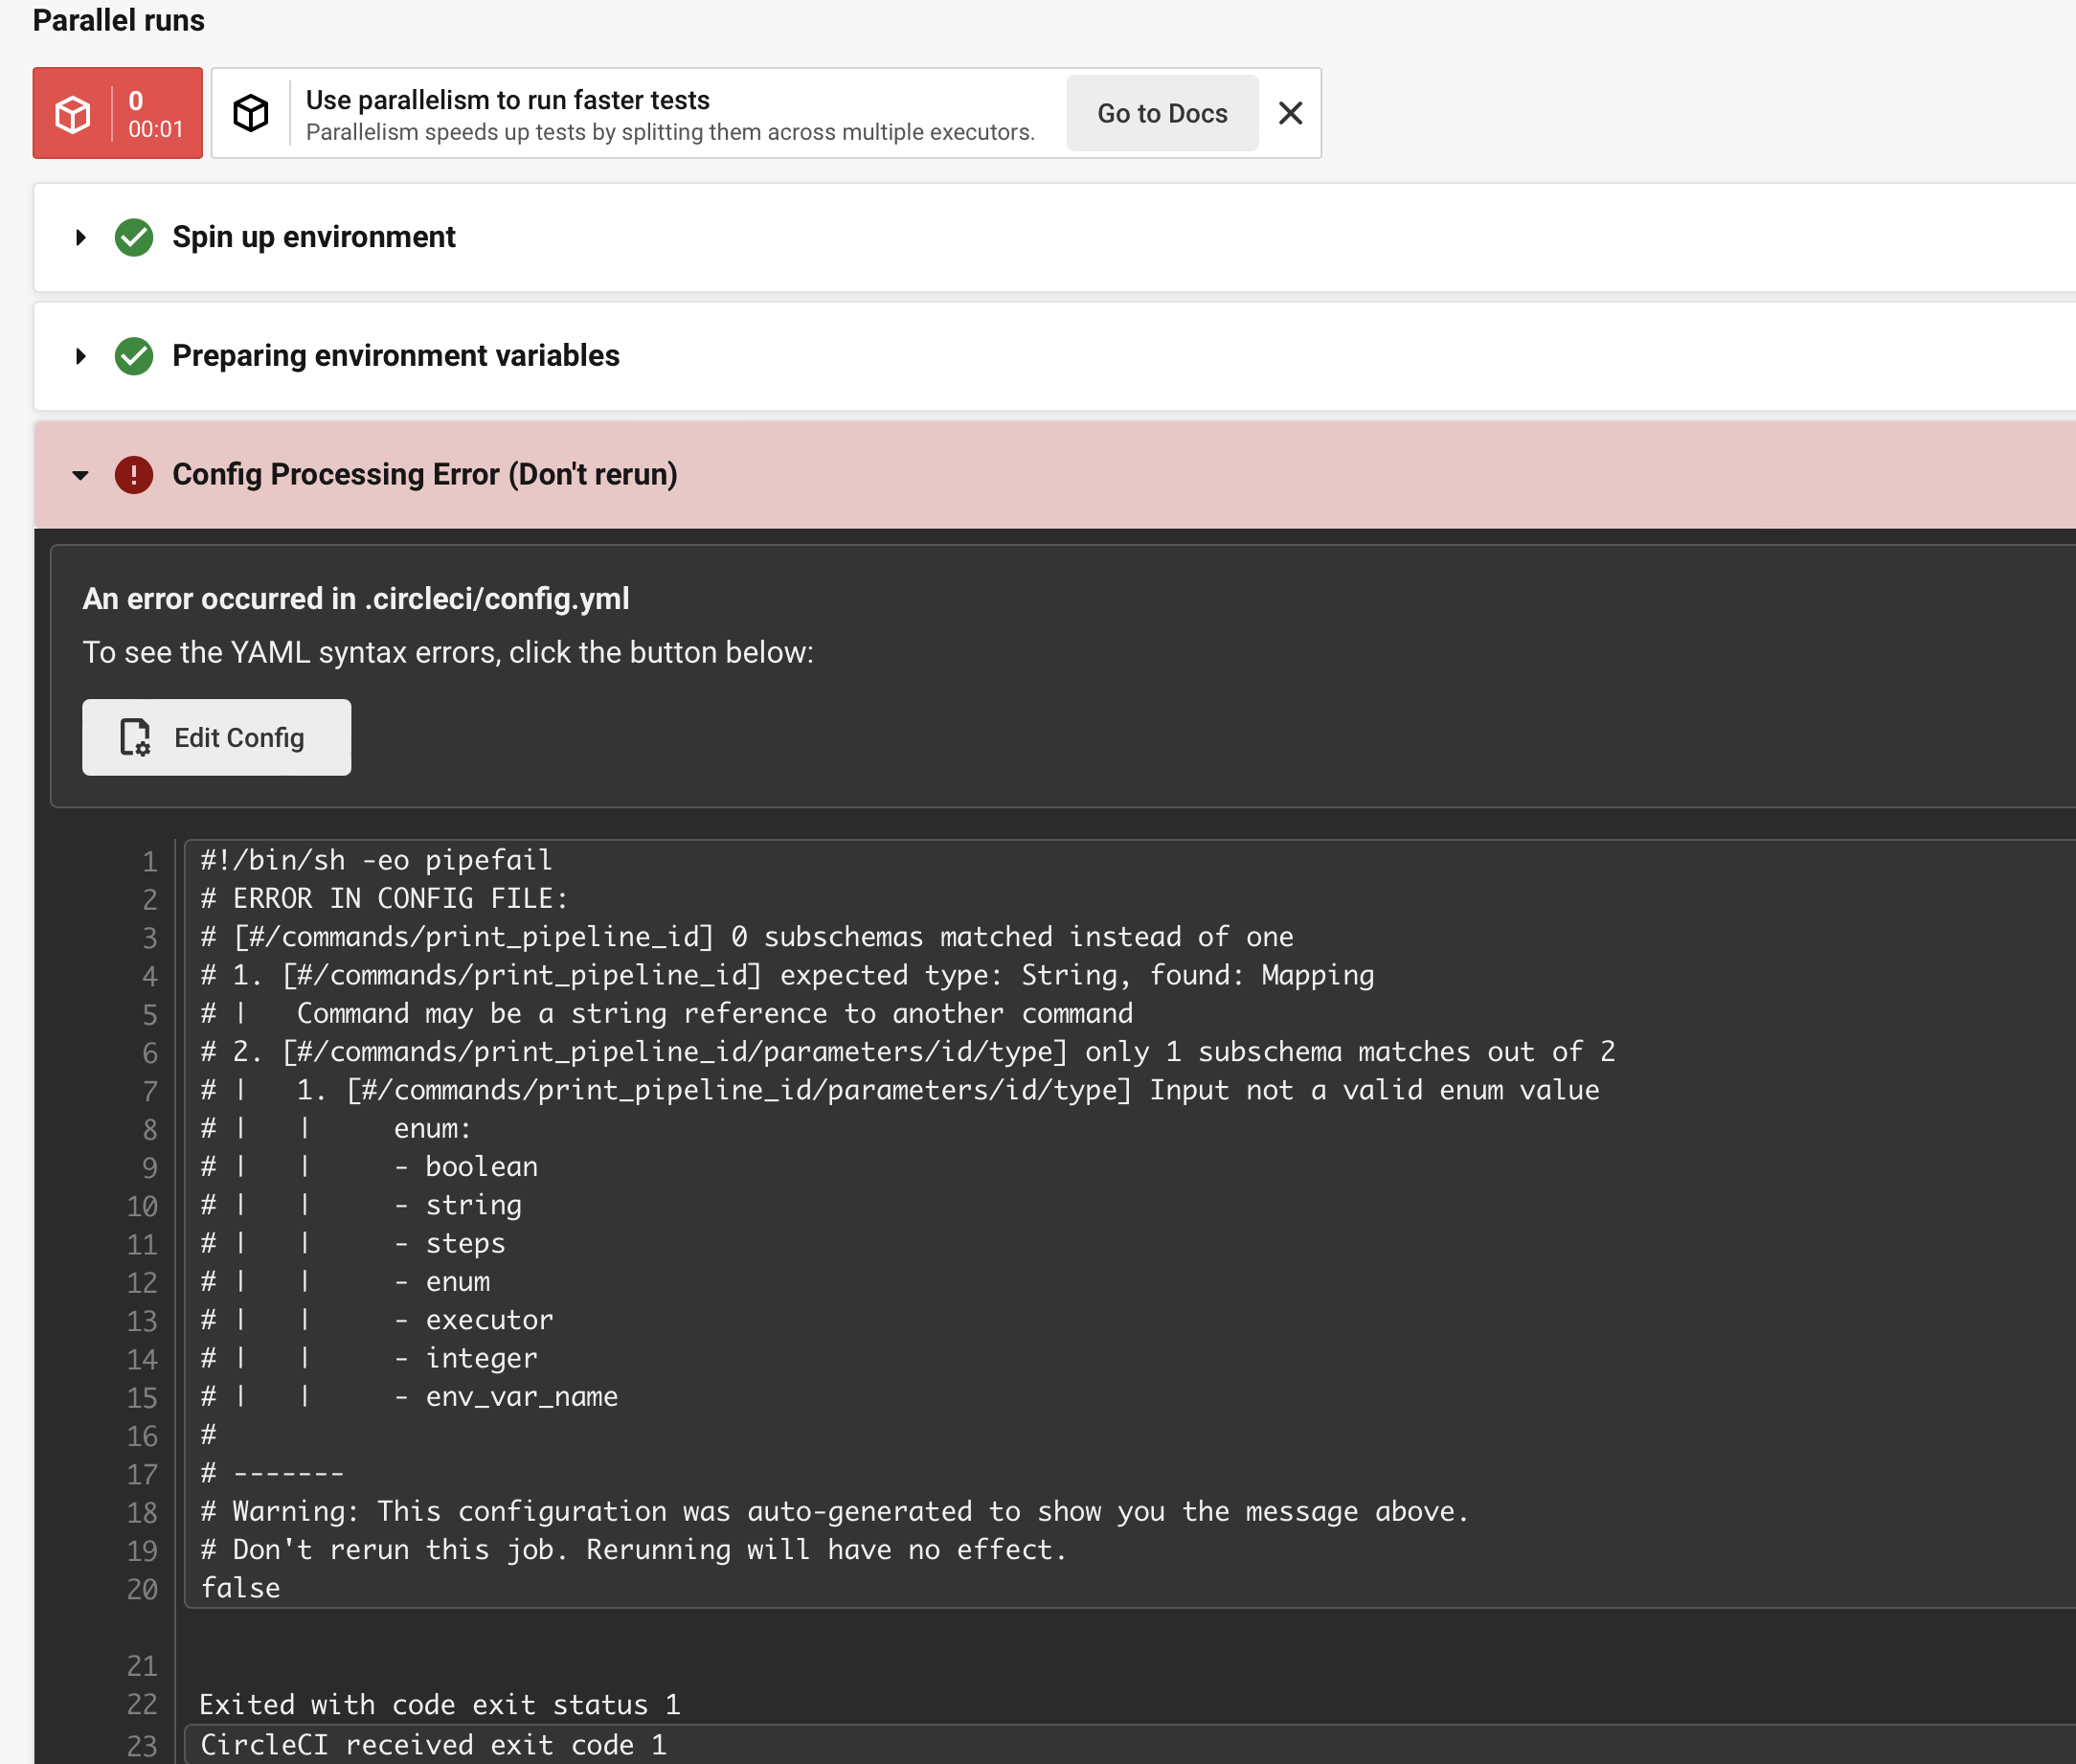 Parallel runs
0
00:01
Use parallelism to run faster tests
Parallelism speeds up tests by splitting them across multiple executors.
Go to Docs
Spin up environment
Preparing environment variables
Config Processing Error (Don't rerun)
An error occurred in .circleci/config.yml
To see the YAML syntax errors, click the button below:
Edit Config
1 #!/bin/sh -eo pipefail
2 # ERROR IN CONFIG FILE:
3 # [#/commands/print_pipeline_id] 0 subschemas matched instead of one
4 # 1. [#/commands/print_pipeline_id] expected type: String, found: Mapping
5 # |   Command may be a string reference to another command
6 # 2. [#/commands/print_pipeline_id/parameters/id/type] only 1 subschema matches out of 2
7 # |   1. [#/commands/print_pipeline_id/parameters/id/type] Input not a valid enum value
8 # |   |     enum:
9 # |   |     - boolean
10 # |   |     - string
11 # |   |     - steps
12 # |   |     - enum
13 # |   |     - executor
14 # |   |     - integer
15 # |   |     - env_var_name
16 #
17 # -------
18 # Warning: This configuration was auto-generated to show you the message above.
19 # Don't rerun this job. Rerunning will have no effect.
20 false
21
22 Exited with code exit status 1
23 CircleCI received exit code 1